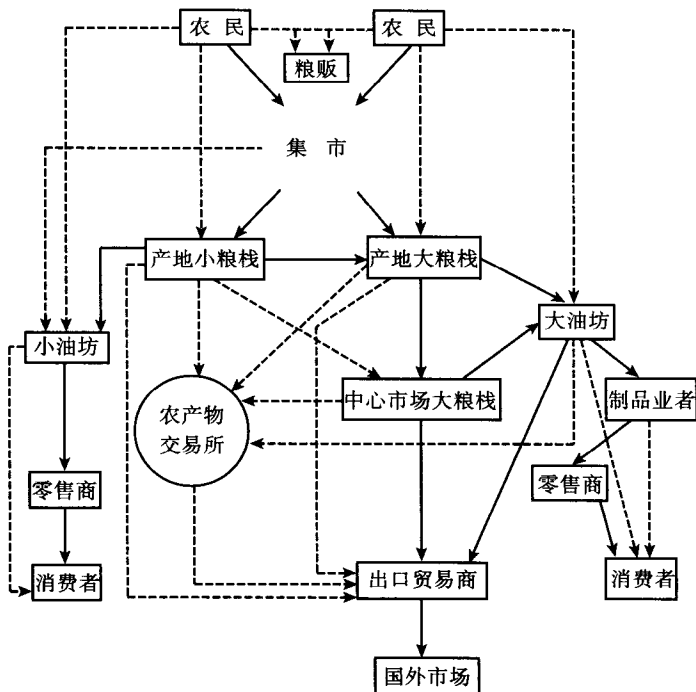 农 民
农 民
粮贩
集 市
产地小粮栈
产地大粮栈
小油坊
大油坊
农产物
交易所
中心市场大粮栈
制品业者
零售商
零售商
消费者
出口贸易商
消费者
国外市场